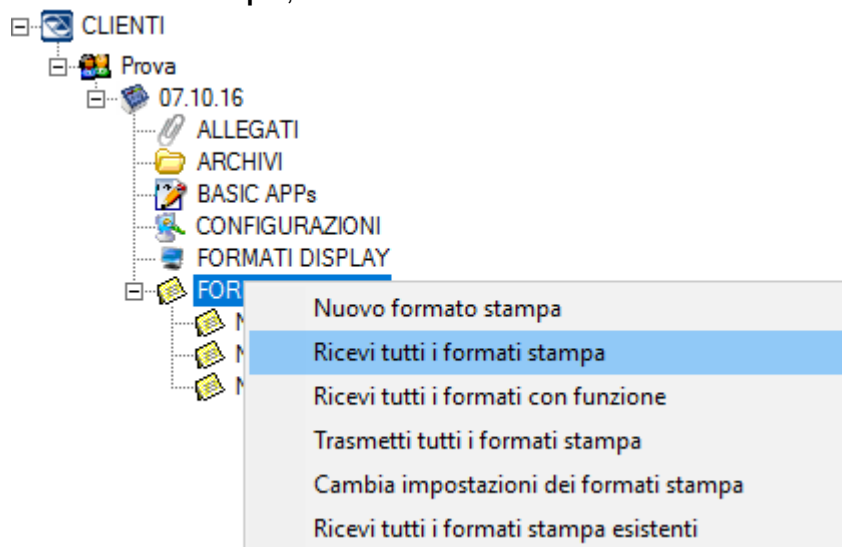 CLIENTI
Prova
07.10.16
ALLEGATI
ARCHIVI
BASIC APPs
CONFIGURAZIONI
FORMATI DISPLAY
FOR
Nuovo formato stampa
Ricevi tutti i formati stampa
Ricevi tutti i formati con funzione
Trasmetti tutti i formati stampa
Cambia impostazioni dei formati stampa
Ricevi tutti i formati stampa esistenti